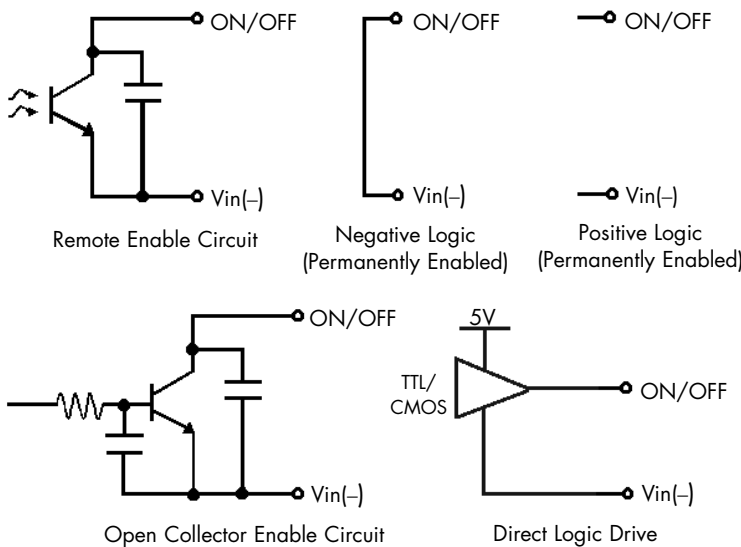 ON/OFF
Vin(–)
Remote Enable Circuit
ON/OFF
Vin(–)
Negative Logic
(Permanently Enabled)
ON/OFF
Vin(–)
Positive Logic
(Permanently Enabled)
ON/OFF
Vin(–)
Open Collector Enable Circuit
5V
TTL/
CMOS
ON/OFF
Vin(–)
Direct Logic Drive